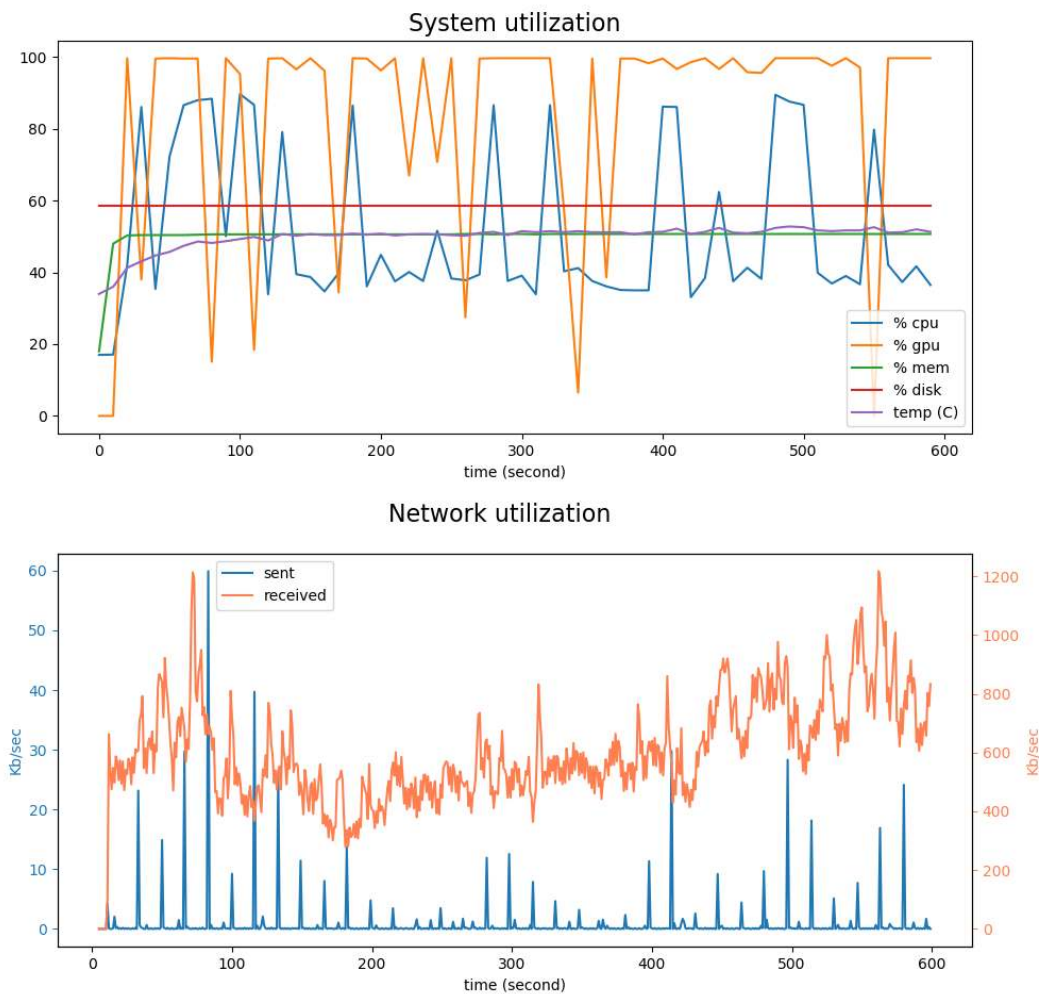 System utilization
100
80
60
40
20
0
% cpu
% gpu
% mem
% disk
temp (C)
0 100 200 300 400 500 600
time (second)
Network utilization
60
50
40
30
20
10
0
Kb/sec
sent
received
1200
1000
800
600
400
200
0
Kb/sec
0 100 200 300 400 500 600
time (second)